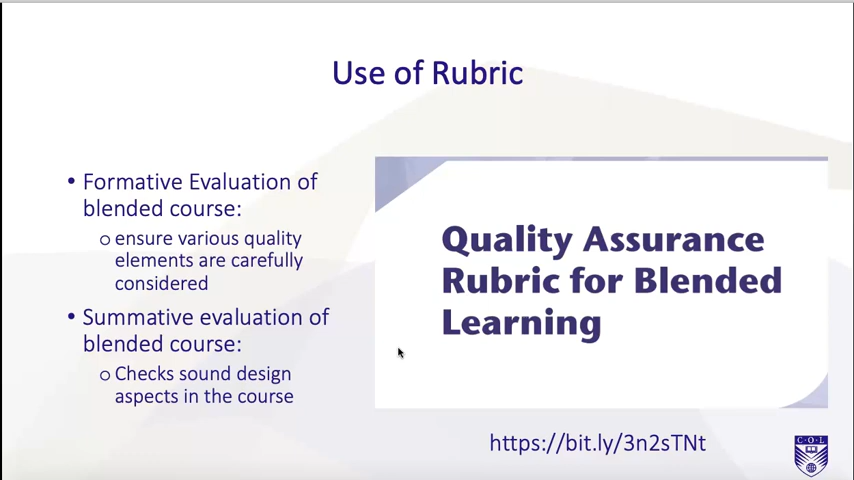 Use of Rubric
• Formative Evaluation of
blended course:
o ensure various quality
elements are carefully
considered
• Summative evaluation of
blended course:
o Checks sound design
aspects in the course
Quality Assurance
Rubric for Blended
Learning
https://bit.ly/3n2sTNt
C·O·L